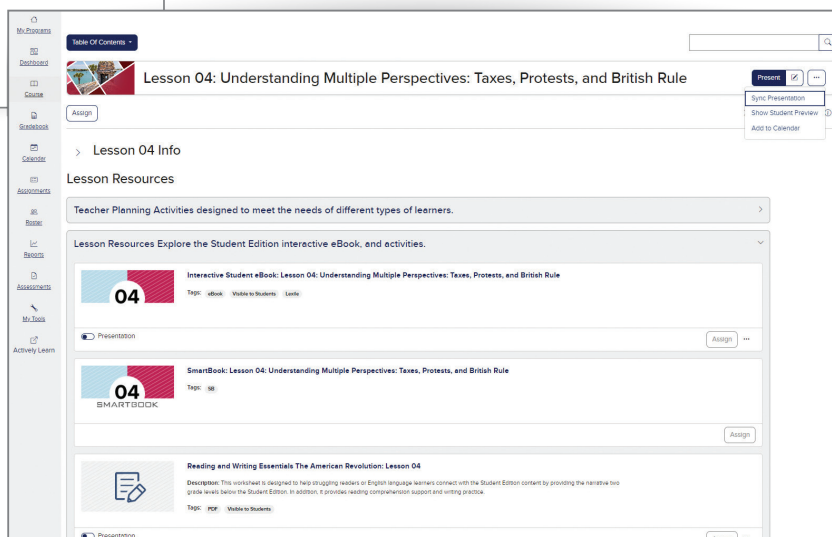 My Programs
Dashboard
Course
Gradebook
Calendar
Assignments
Roster
Reports
Assessments
My Tools
Actively Learn
Table Of Contents
Lesson 04: Understanding Multiple Perspectives: Taxes, Protests, and British Rule
Present
Sync Presentation
Show Student Preview
Add to Calendar
Assign
Lesson 04 Info
Lesson Resources
Teacher Planning Activities designed to meet the needs of different types of learners.
Lesson Resources Explore the Student Edition interactive eBook, and activities.
04
Interactive Student eBook: Lesson 04: Understanding Multiple Perspectives: Taxes, Protests, and British Rule
Tags: eBook Visible to Students Lexile
Presentation
Assign
04
SMARTBOOK
SmartBook: Lesson 04: Understanding Multiple Perspectives: Taxes, Protests, and British Rule
Tags: SB
Assign
Reading and Writing Essentials The American Revolution: Lesson 04
Description: This worksheet is designed to help struggling readers or English language learners connect with the Student Edition content by providing the narrative two
grade levels below the Student Edition. In addition, it provides reading comprehension support and writing practice.
Tags: PDF Visible to Students
Presentation